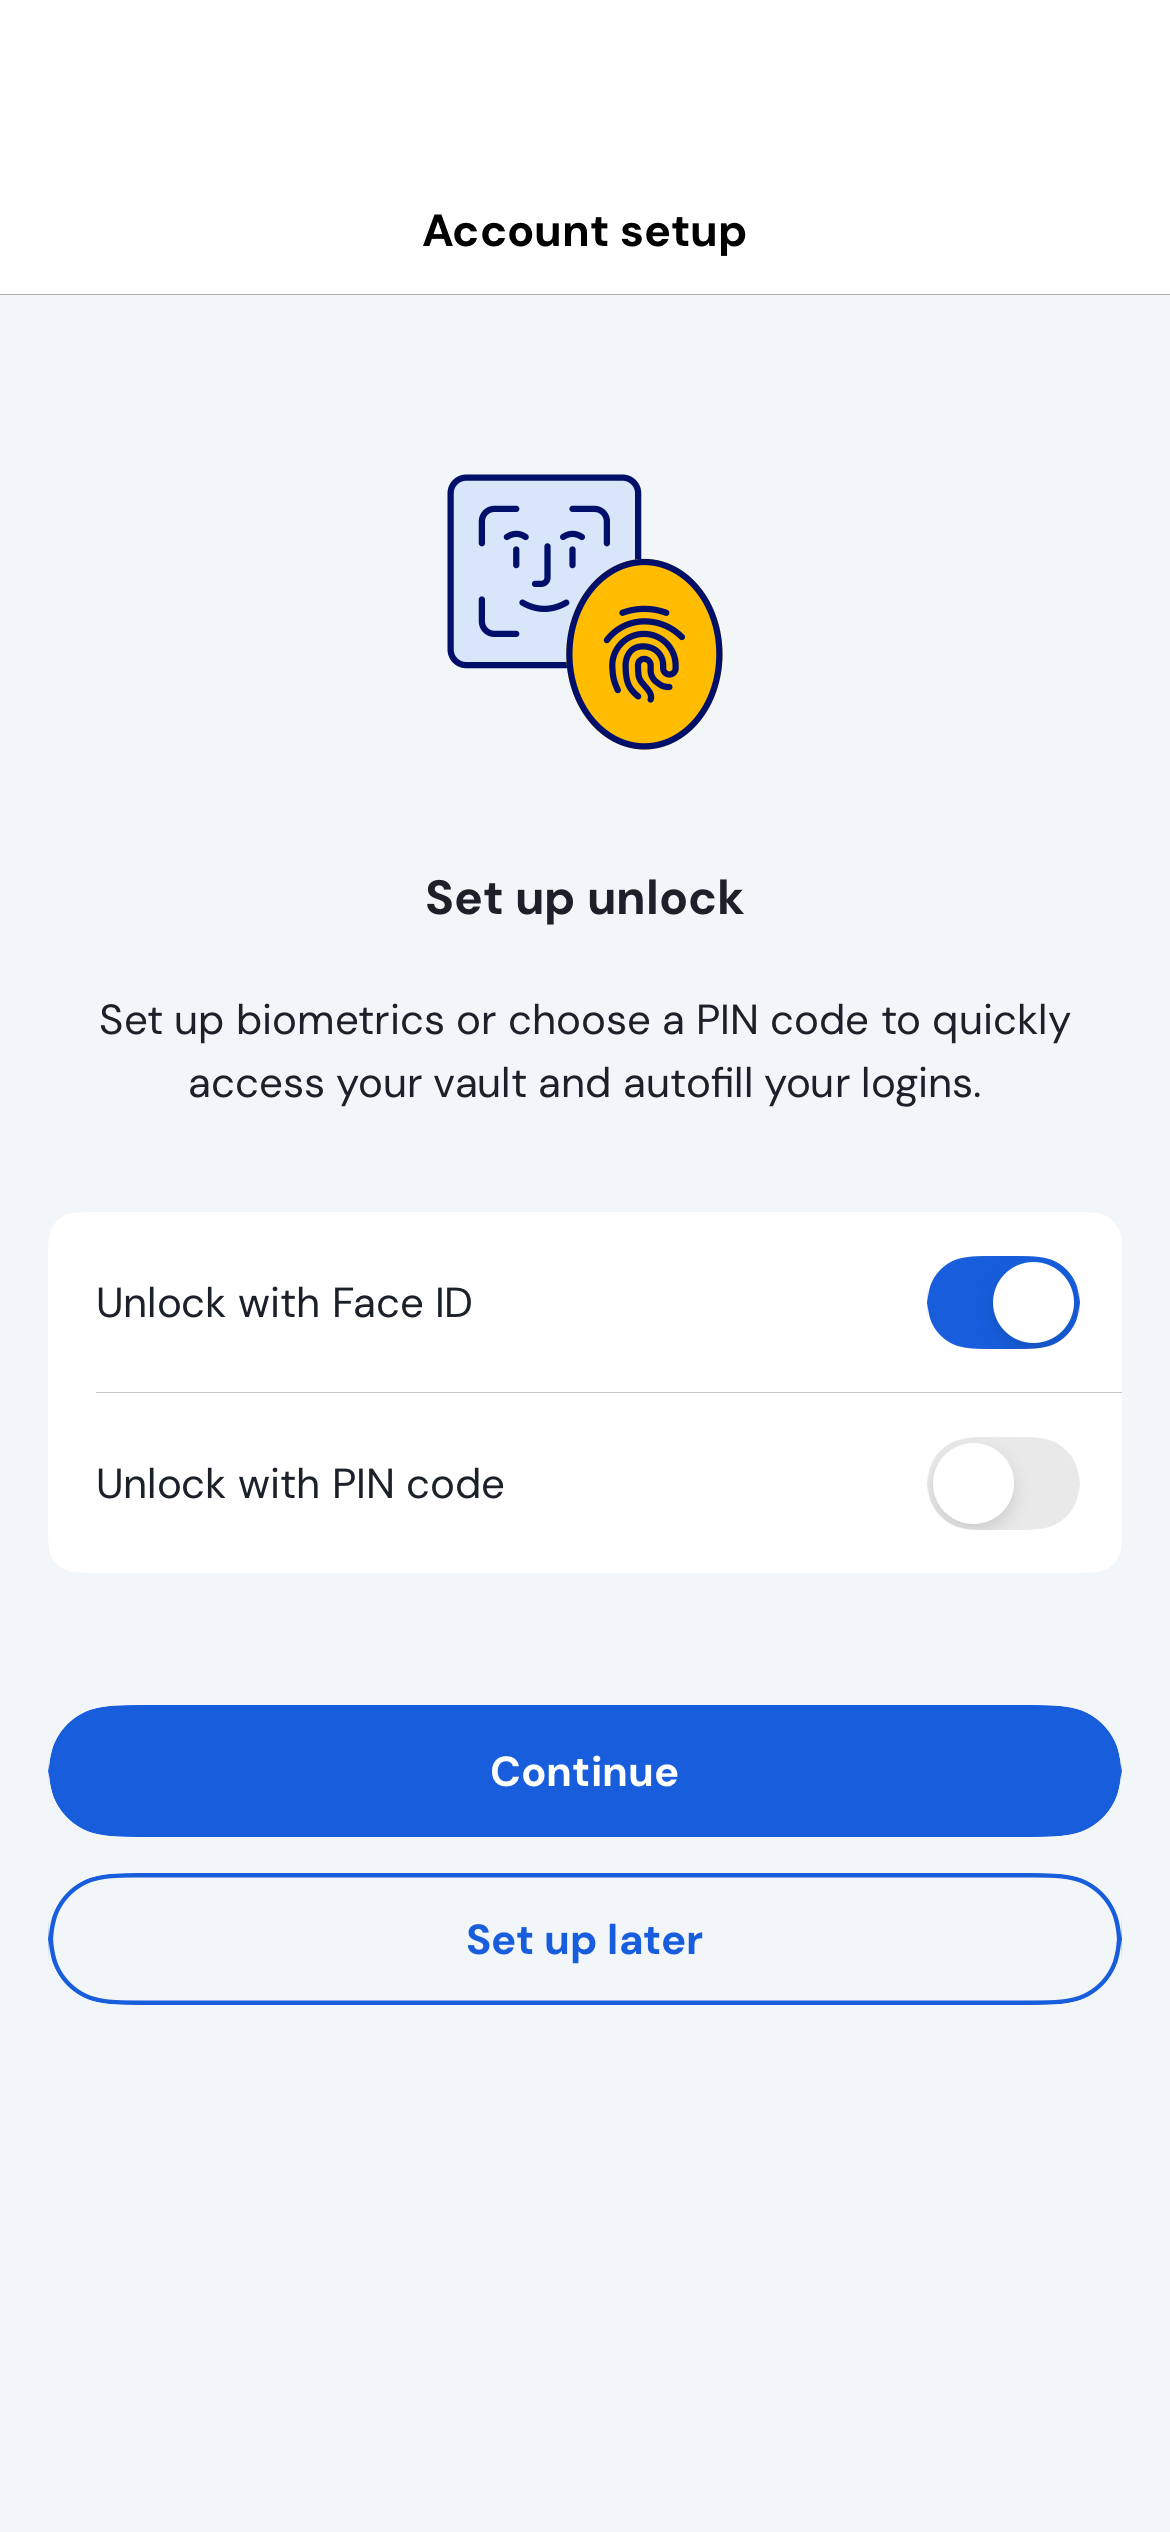 Account setup
Set up unlock
Set up biometrics or choose a PIN code to quickly
access your vault and autofill your logins.
Unlock with Face ID
Unlock with PIN code
Continue
Set up later